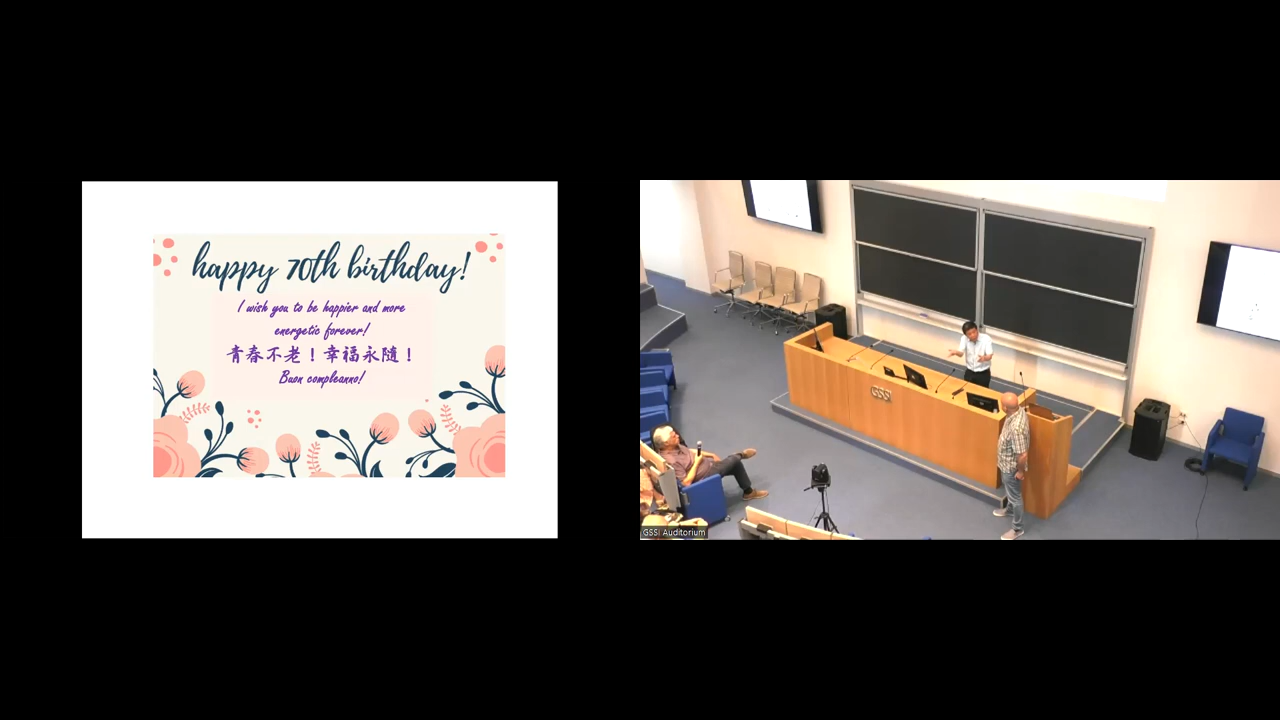 happy 70th birthday!
I wish you to be happier and more
energetic forever!
青春不老！幸福永随！
Buon compleanno!
GSSI
GSSI Auditorium